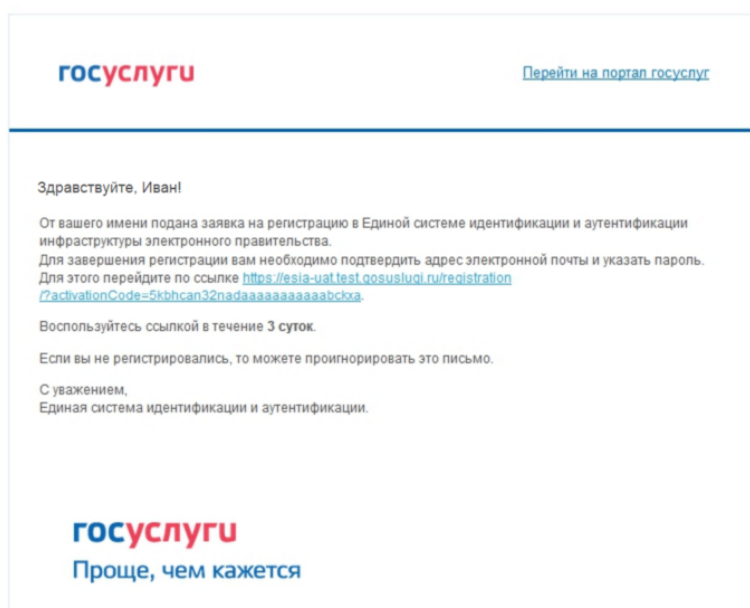 госуслуги
Перейти на портал госуслуг
Здравствуйте, Иван!
От вашего имени подана заявка на регистрацию в Единой системе идентификации и аутентификации
инфраструктуры электронного правительства.
Для завершения регистрации вам необходимо подтвердить адрес электронной почты и указать пароль.
Для этого перейдите по ссылке https://esia-uat.test.gosuslugi.ru/registration
/?activationCode=5kbhcan32nadaaaaaaaaaaabckxa.
Воспользуйтесь ссылкой в течение 3 суток.
Если вы не регистрировались, то можете проигнорировать это письмо.
С уважением,
Единая система идентификации и аутентификации.
госуслуги
Проще, чем кажется